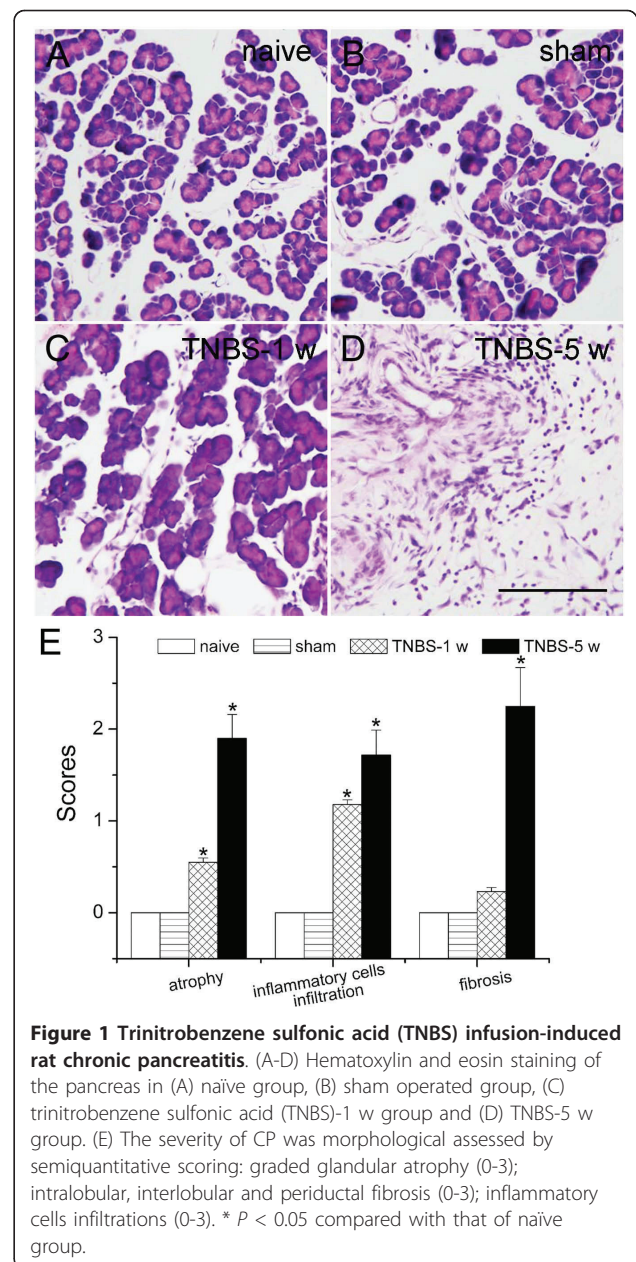 A naive
B sham
C TNBS-1 w
D TNBS-5 w
E
3
2
1
0
Scores
naive sham TNBS-1 w TNBS-5 w
* * * * *
atrophy
inflammatory cells
infiltration
fibrosis
Figure 1 Trinitrobenzene sulfonic acid (TNBS) infusion-induced
rat chronic pancreatitis. (A-D) Hematoxylin and eosin staining of
the pancreas in (A) naïve group, (B) sham operated group, (C)
trinitrobenzene sulfonic acid (TNBS)-1 w group and (D) TNBS-5 w
group. (E) The severity of CP was morphological assessed by
semiquantitative scoring: graded glandular atrophy (0-3);
intralobular, interlobular and periductal fibrosis (0-3); inflammatory
cells infiltrations (0-3). * P < 0.05 compared with that of naïve
group.